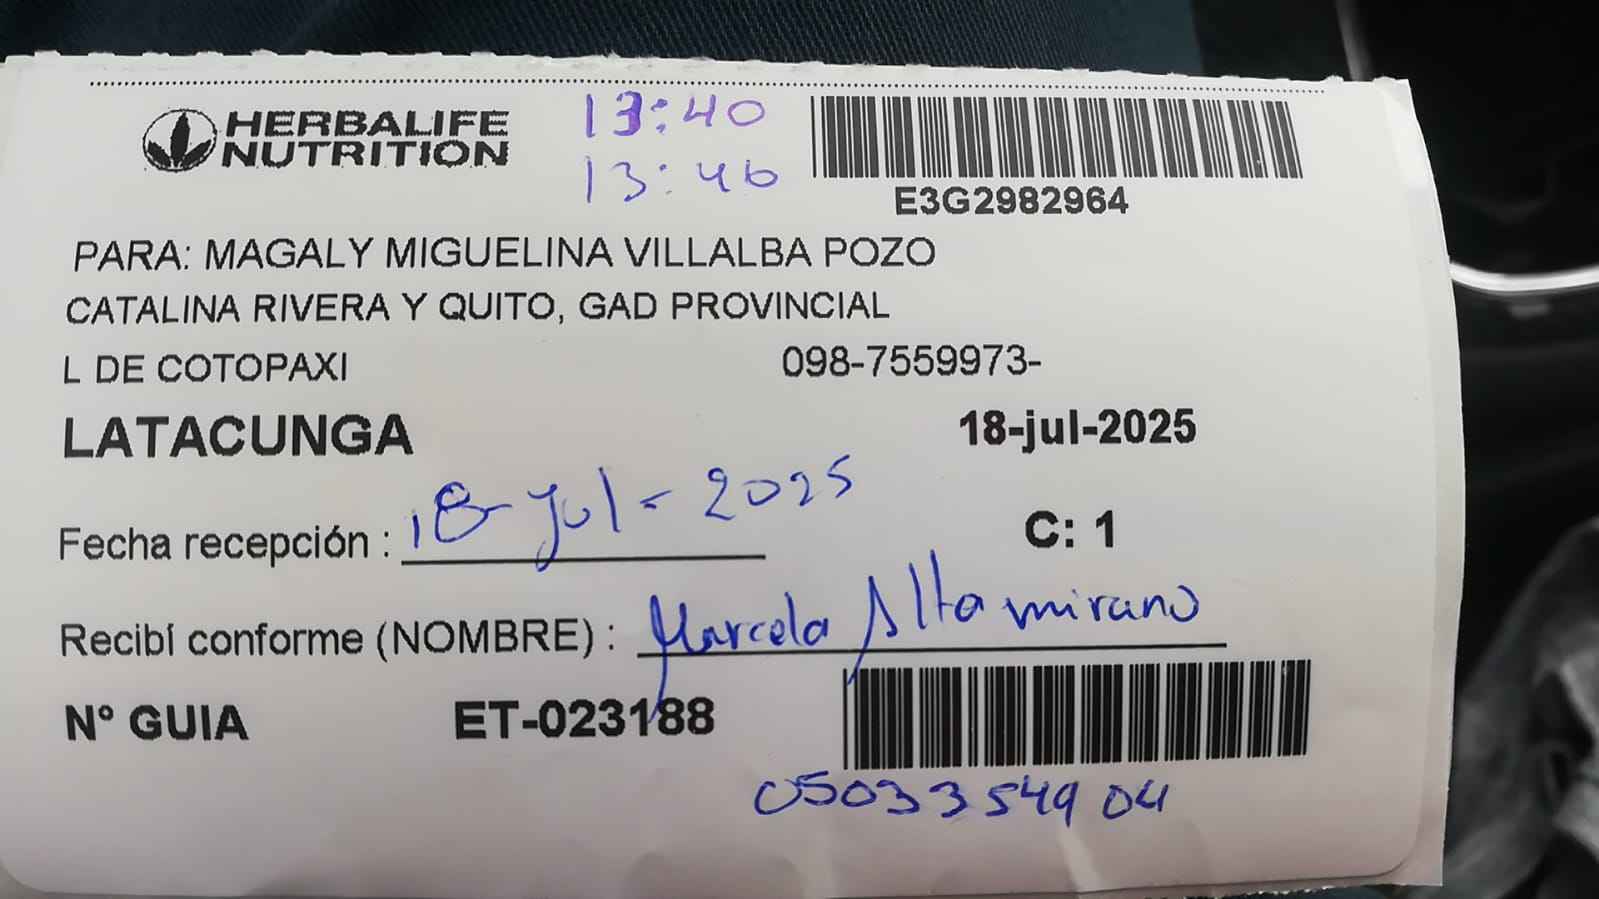 HERBALIFE
NUTRITION
13:40
13:46
E3G2982964
PARA: MAGALY MIGUELINA VILLALBA POZO
CATALINA RIVERA Y QUITO, GAD PROVINCIAL
L DE COTOPAXI 098-7559973-
LATACUNGA 18-jul-2025
Fecha recepción : 18-jul-2025
C: 1
Recibí conforme (NOMBRE) : Marcela Altamirano
N° GUIA ET-023188
0503354904